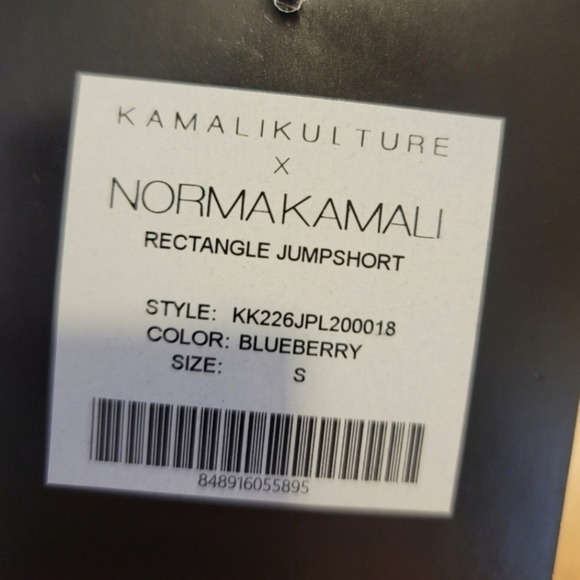 KAMALIKULTURE
X
NORMAKAMALI
RECTANGLE JUMPSHORT
STYLE: KK226JPL200018
COLOR: BLUEBERRY
SIZE: S
848916055895